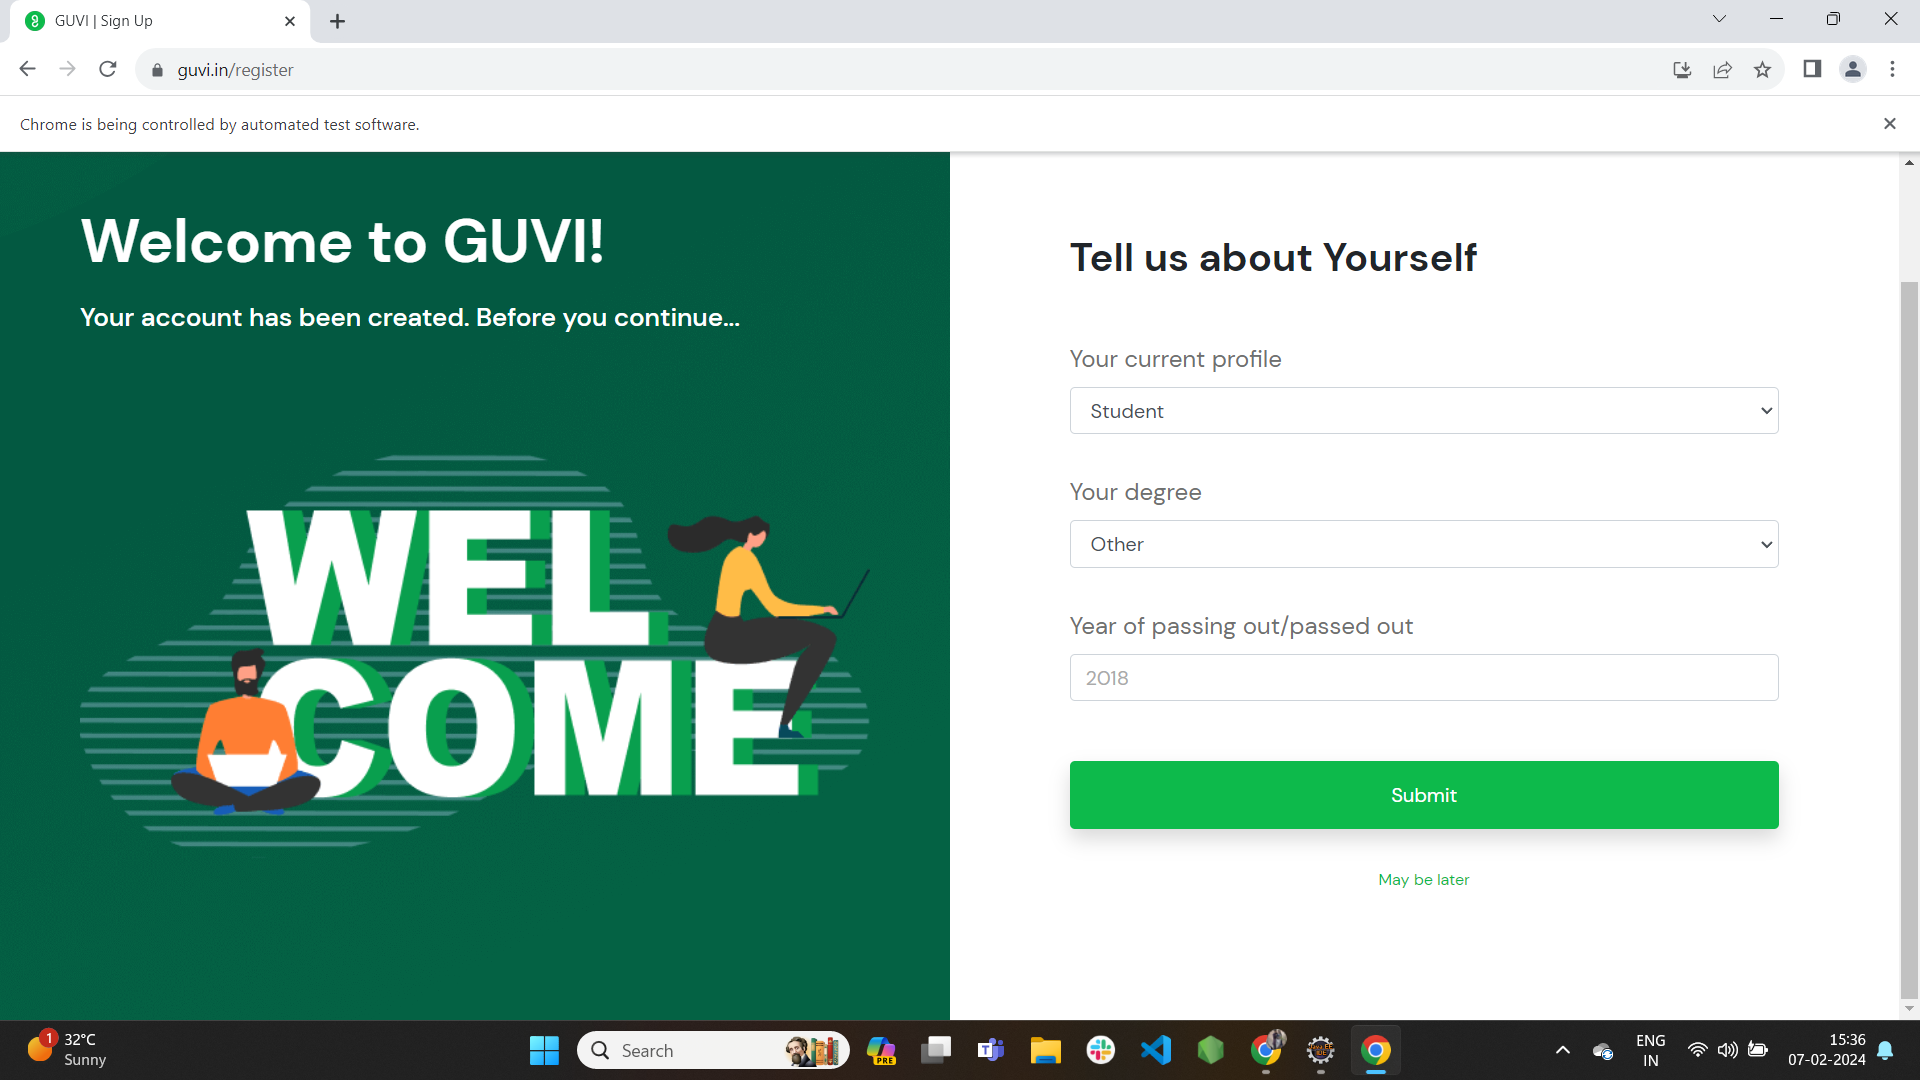 GUVI | Sign Up
guvi.in/register
Chrome is being controlled by automated test software.
Welcome to GUVI!
Your account has been created. Before you continue...
WEL
COME
Tell us about Yourself
Your current profile
Student
Your degree
Other
Year of passing out/passed out
2018
Submit
May be later
1
32°C
Sunny
Search
PRE
ENG
IN
15:36
07-02-2024